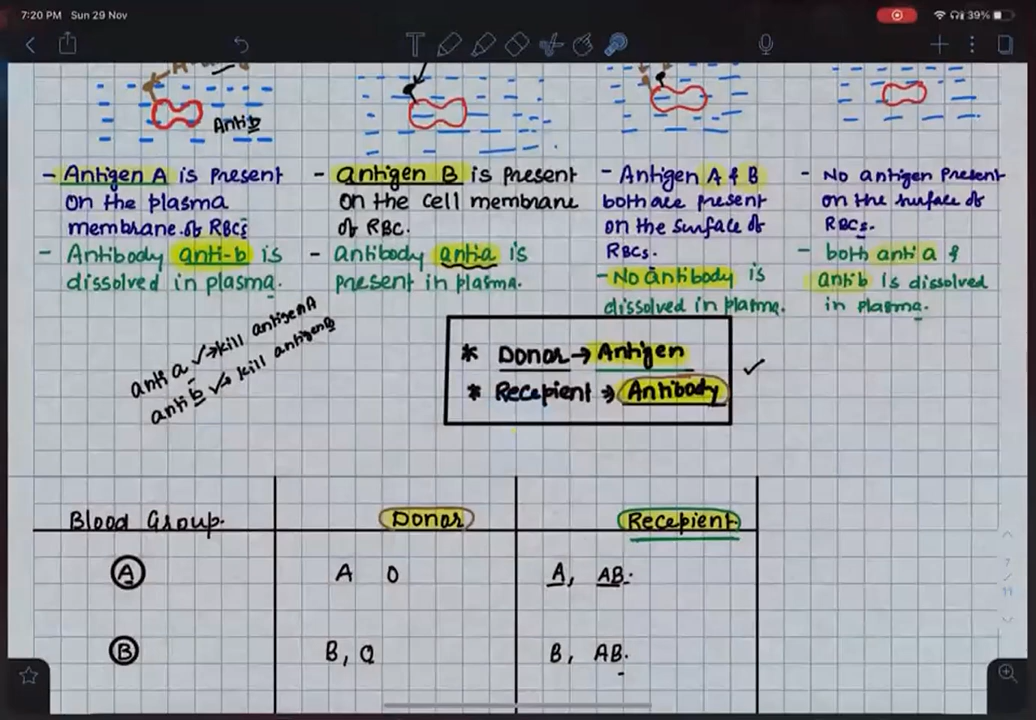 7:20 PM Sun 29 Nov
39%
T
Anti b
- Antigen A is present
on the plasma
membrane of RBCs
- Antibody anti-b is
dissolved in plasma.
- Antigen B is present
on the cell membrane
of RBC.
- Antibody antia is
present in plasma.
- Antigen A & B
both are present
on the surface of
RBCs.
- No antibody is
dissolved in plasma.
- No antigen present
on the surface of
RBCs.
- both anti a &
anti b is dissolved
in plasma.
anti a → kill antigen A
anti b → kill antigen B
* Donor → Antigen
* Recepient → Antibody
Blood Group. Donor Recepient
A A O A, AB.
B B, O B, AB.
7
11